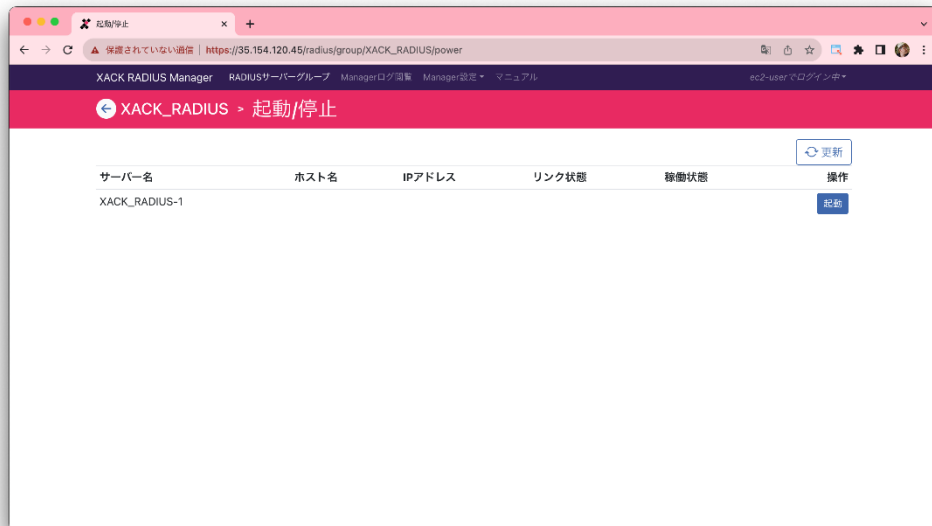 起動/停止
保護されていない通信 https://35.154.120.45/radius/group/XACK_RADIUS/power
XACK RADIUS Manager RADIUSサーバーグループ Managerログ閲覧 Manager設定 マニュアル ec2-userでログイン中
XACK_RADIUS > 起動/停止
更新
サーバー名 ホスト名 IPアドレス リンク状態 稼働状態 操作
XACK_RADIUS-1 起動